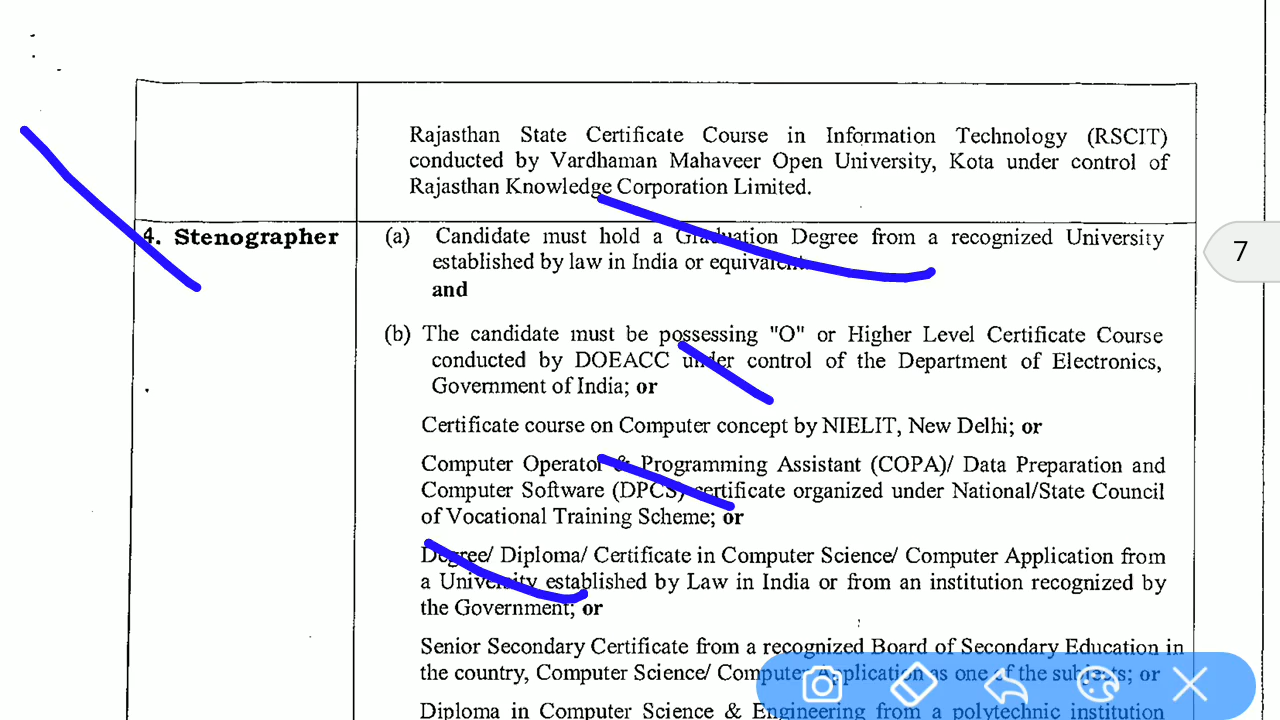 Rajasthan State Certificate Course in Information Technology (RSCIT)
conducted by Vardhaman Mahaveer Open University, Kota under control of
Rajasthan Knowledge Corporation Limited.
4. Stenographer
(a) Candidate must hold a Graduation Degree from a recognized University
established by law in India or equivalent.
and
(b) The candidate must be possessing "O" or Higher Level Certificate Course
conducted by DOEACC under control of the Department of Electronics,
Government of India; or
Certificate course on Computer concept by NIELIT, New Delhi; or
Computer Operator & Programming Assistant (COPA)/ Data Preparation and
Computer Software (DPCS) certificate organized under National/State Council
of Vocational Training Scheme; or
Degree/ Diploma/ Certificate in Computer Science/ Computer Application from
a University established by Law in India or from an institution recognized by
the Government; or
Senior Secondary Certificate from a recognized Board of Secondary Education in
the country, Computer Science/ Computer Application as one of the subjects; or
Diploma in Computer Science & Engineering from a polytechnic institution
7